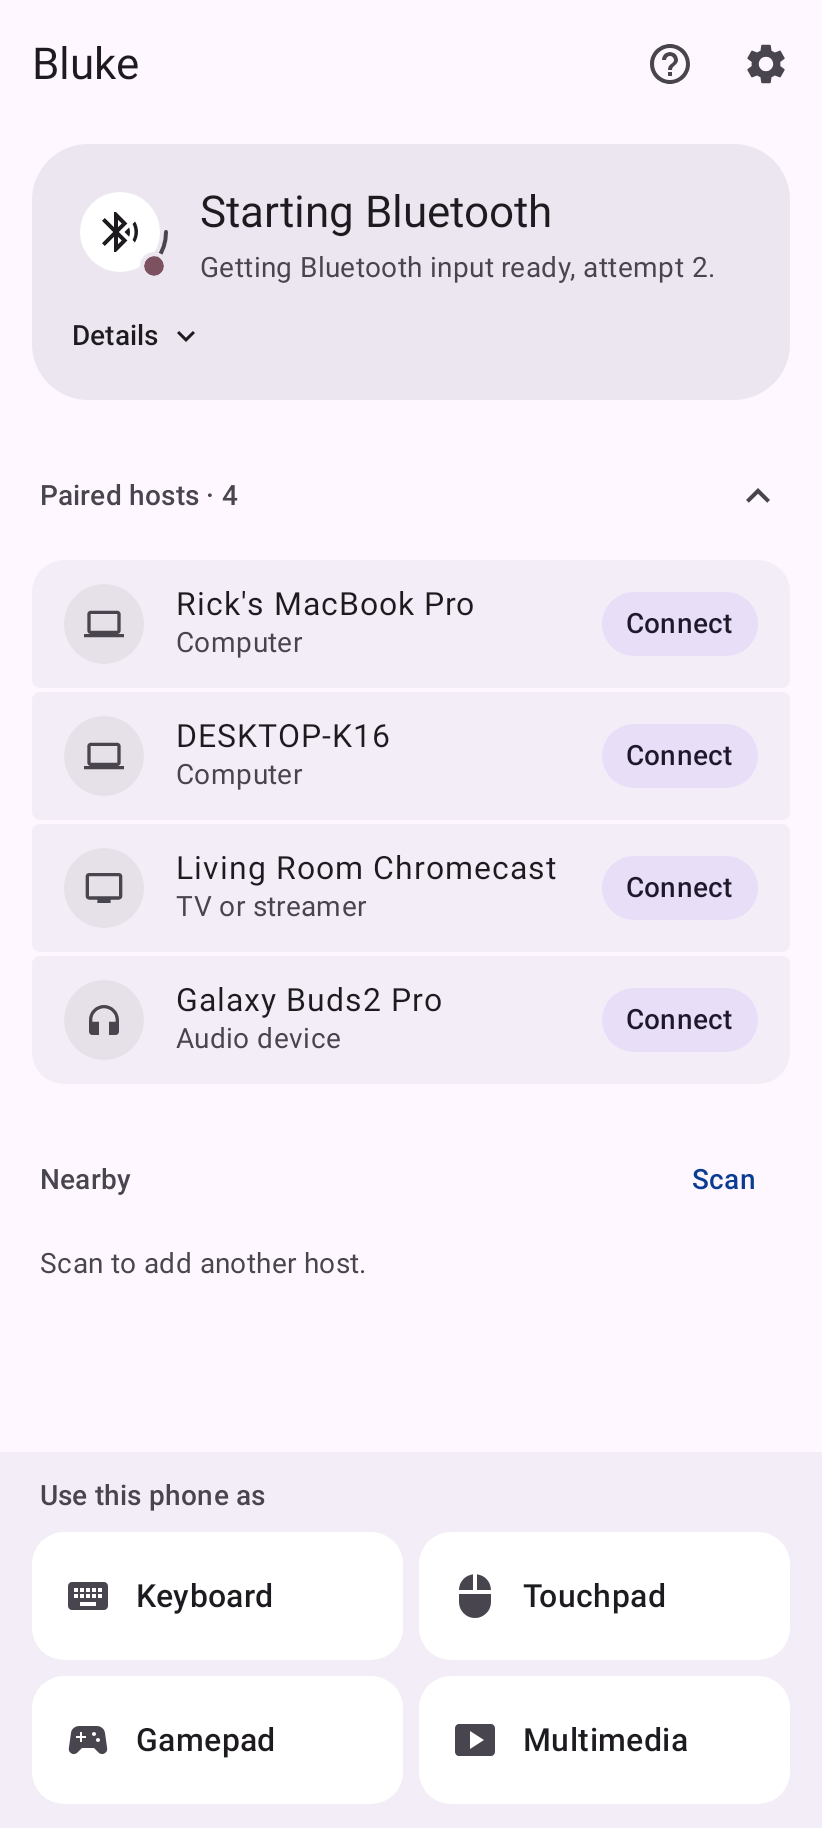 Bluke
Starting Bluetooth
Getting Bluetooth input ready, attempt 2.
Details
Paired hosts · 4
Rick's MacBook Pro
Computer
Connect
DESKTOP-K16
Computer
Connect
Living Room Chromecast
TV or streamer
Connect
Galaxy Buds2 Pro
Audio device
Connect
Nearby
Scan
Scan to add another host.
Use this phone as
Keyboard
Touchpad
Gamepad
Multimedia